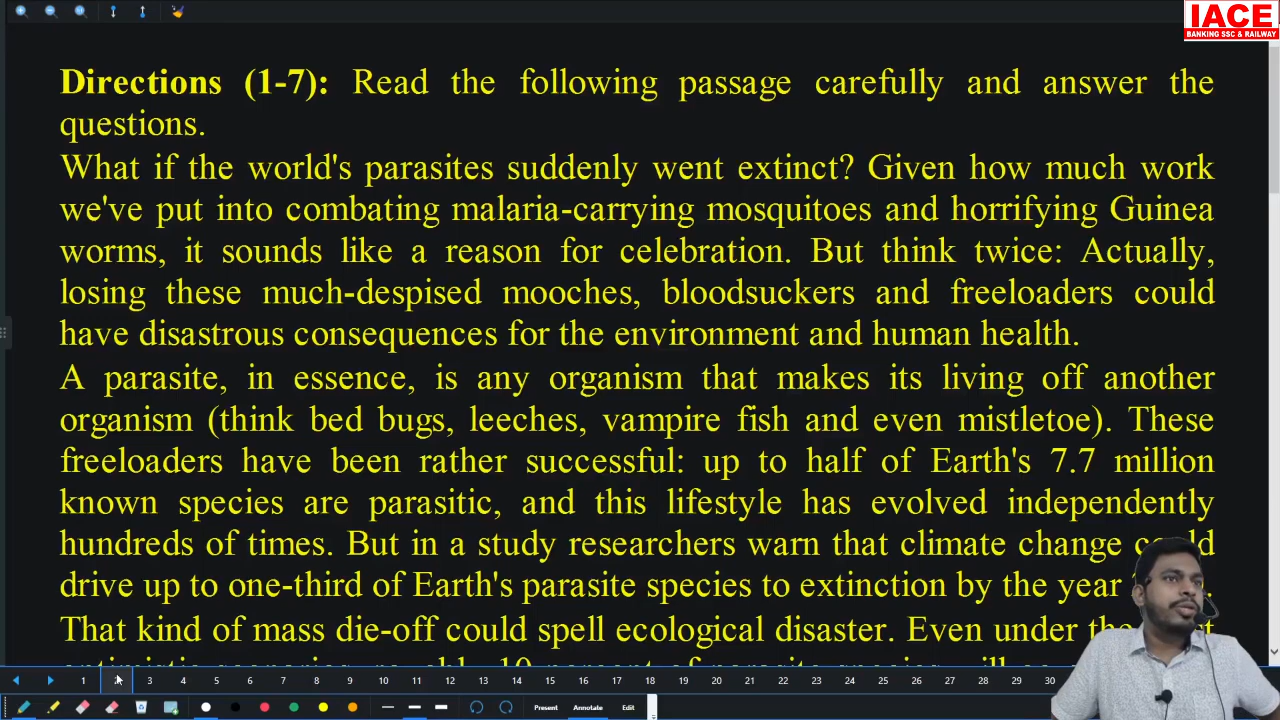 IACE
BANKING SSC & RAILWAY
Directions (1-7): Read the following passage carefully and answer the
questions.
What if the world's parasites suddenly went extinct? Given how much work
we've put into combating malaria-carrying mosquitoes and horrifying Guinea
worms, it sounds like a reason for celebration. But think twice: Actually,
losing these much-despised mooches, bloodsuckers and freeloaders could
have disastrous consequences for the environment and human health.
A parasite, in essence, is any organism that makes its living off another
organism (think bed bugs, leeches, vampire fish and even mistletoe). These
freeloaders have been rather successful: up to half of Earth's 7.7 million
known species are parasitic, and this lifestyle has evolved independently
hundreds of times. But in a study researchers warn that climate change could
drive up to one-third of Earth's parasite species to extinction by the year
That kind of mass die-off could spell ecological disaster. Even under the
10 percent of parasite species will
1 2 3 4 5 6 7 8 9 10 11 12 13 14 15 16 17 18 19 20 21 22 23 24 25 26 27 28 29 30
Present Annotate Edit